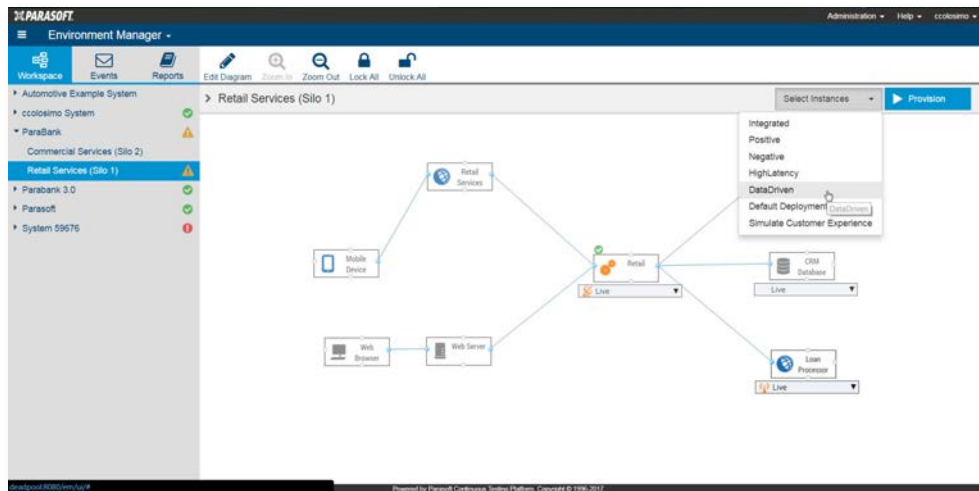 PARASOFT.
Administration Help ccolosimo
Environment Manager
Workspace Events Reports
Edit Diagram Zoom In Zoom Out Lock All Unlock All
Automotive Example System
ccolosimo System
ParaBank
Commercial Services (Silo 2)
Retail Services (Silo 1)
Parabank 3.0
Parasoft
System 59676
> Retail Services (Silo 1)
Select Instances
Provision
Integrated
Positive
Negative
HighLatency
DataDriven
Default Deployment
DataDriven
Simulate Customer Experience
Retail
Services
Mobile
Device
Retail
Live
CRM
Database
Live
Web
Browser
Web Server
Loan
Processor
Live
deadpool:8080/em/ui/#
Powered by Parasoft Continuous Testing Platform. Copyright © 1996-2017